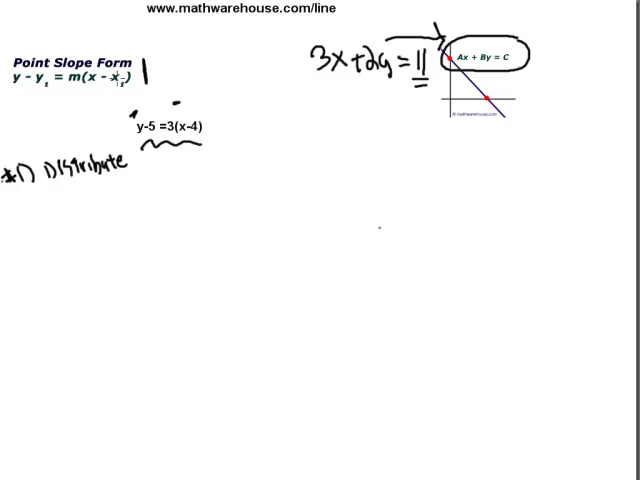 www.mathwarehouse.com/line
Point Slope Form
y - y₁ = m(x - x₁)
3x+2y = 11
Ax + By = C
© mathwarehouse.com
y-5 =3(x-4)
*1) Distribute